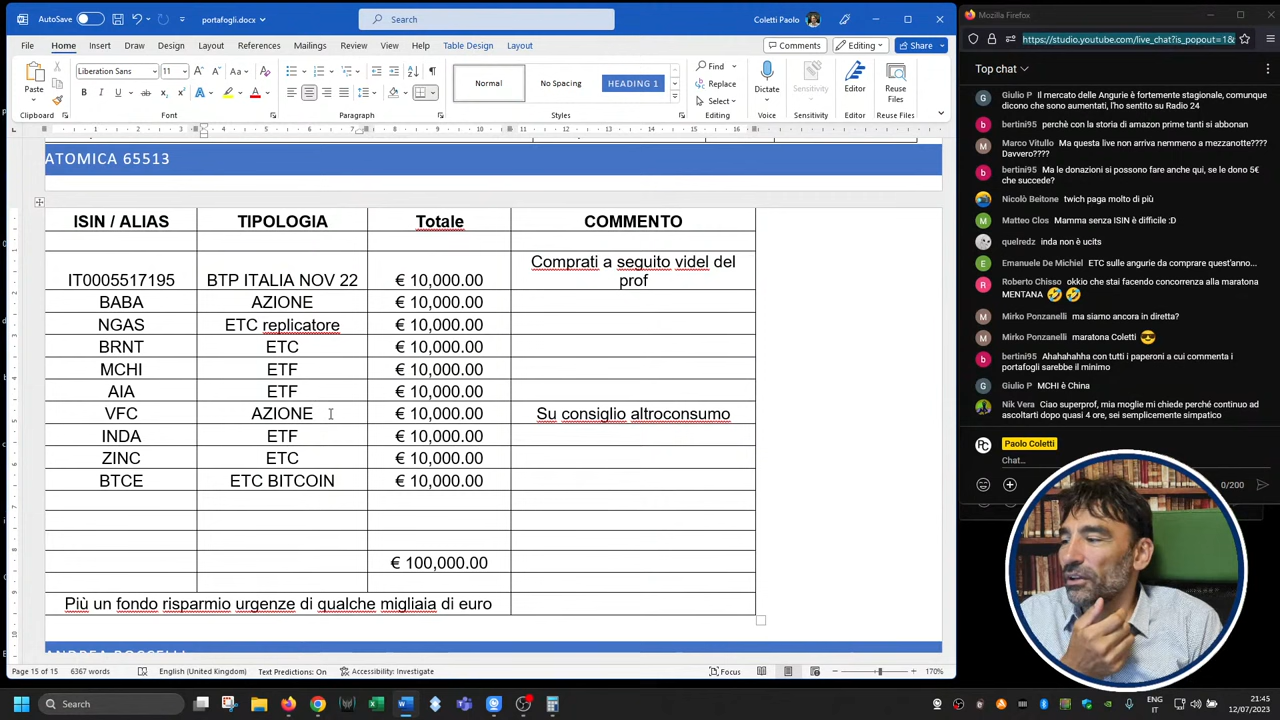 AutoSave Off
portafogli.docx
Search
Coletti Paolo
File Home Insert Draw Design Layout References Mailings Review View Help Table Design Layout
Comments Editing Share
Paste
Clipboard
Liberation Sans 11
Font
Paragraph
Normal No Spacing HEADING 1
Styles
Find
Replace
Select
Editing
Dictate
Voice
Sensitivity
Sensitivity
Editor
Editor
Reuse Files
Reuse Files
ATOMICA 65513
ISIN / ALIAS TIPOLOGIA Totale COMMENTO
Comprati a seguito videl del
IT0005517195 BTP ITALIA NOV 22 € 10,000.00 prof
BABA AZIONE € 10,000.00
NGAS ETC replicatore € 10,000.00
BRNT ETC € 10,000.00
MCHI ETF € 10,000.00
AIA ETF € 10,000.00
VFC AZIONE € 10,000.00 Su consiglio altroconsumo
INDA ETF € 10,000.00
ZINC ETC € 10,000.00
BTCE ETC BITCOIN € 10,000.00
€ 100,000.00
Più un fondo risparmio urgenze di qualche migliaia di euro
Page 15 of 15 6367 words English (United Kingdom) Text Predictions: On Accessibility: Investigate
Focus 170%
Mozilla Firefox
https://studio.youtube.com/live_chat?is_popout=1&
Top chat
Giulio P Il mercato delle Angurie è fortemente stagionale, comunque
dicono che sono aumentati, l'ho sentito su Radio 24
bertini95 perchè con la storia di amazon prime tanti si abbonan
Marco Vitullo Ma questa live non arriva nemmeno a mezzanotte????
Davvero????
bertini95 Ma le donazioni si possono fare anche qui, se le dono 5€
che succede?
Nicolò Beitone twich paga molto di più
Matteo Clos Mamma senza ISIN è difficile :D
quelredz inda non è ucits
Emanuele De Michiel ETC sulle angurie da comprare quest'anno...
Roberto Chisso okkio che stai facendo concorrenza alla maratona
MENTANA 🤣 🤣
Mirko Ponzanelli ma siamo ancora in diretta?
Mirko Ponzanelli maratona Coletti 😎
bertini95 Ahahahahha con tutti i paperoni a cui commenta i
portafogli sarebbe il minimo
Giulio P MCHI è China
Nik Vera Ciao superprof, mia moglie mi chiede perché continuo ad
ascoltarti dopo quasi 4 ore, sei semplicemente simpatico
Paolo Coletti
Chat...
0/200
Search
ENG
IT
21:45
12/07/2023